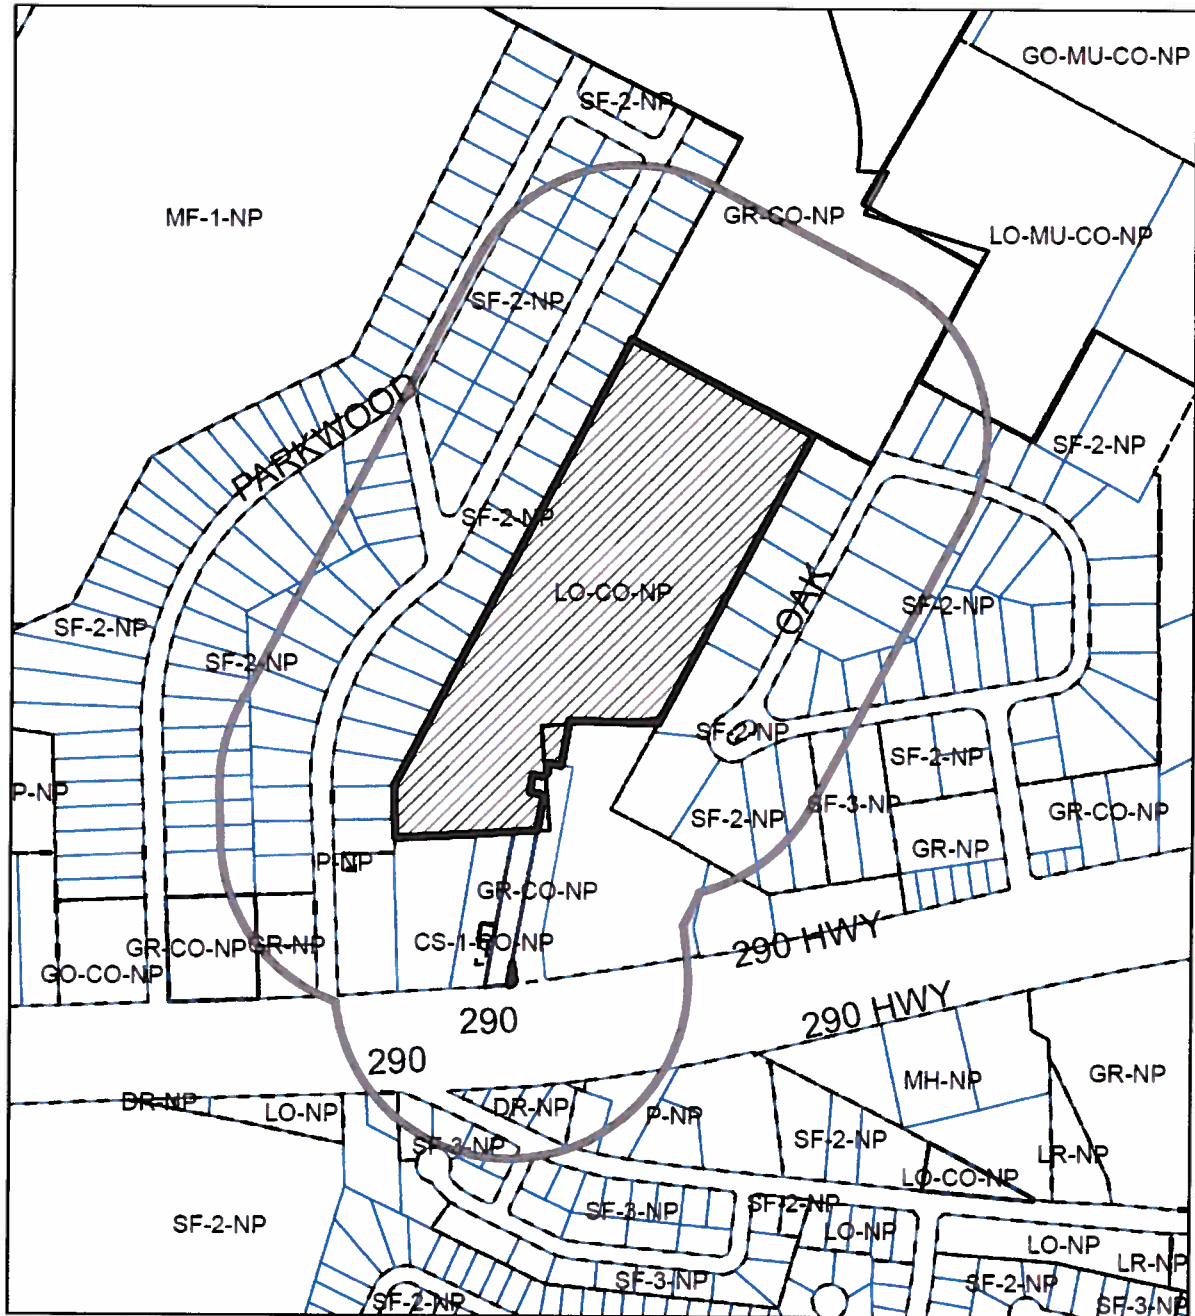 GO-MU-CO-NP
SF-2-NP
MF-1-NP
GR-CO-NP
LO-MU-CO-NP
SF-2-NP
PARKWOOD
SF-2-NP
SF-2-NP
LO-CO-NP
OAK
SF-2-NP
SF-2-NP
SF-2-NP
SF-2-NP
SF-2-NP
P-NP
SF-3-NP
GR-CO-NP
SF-2-NP
GR-NP
P-NP
GR-CO-NP
CS-1-CO-NP
GR-CO-NP
GR-NP
290 HWY
GO-CO-NP
290
290 HWY
290
MH-NP
GR-NP
DR-NP
LO-NP
DR-NP
P-NP
SF-3-NP
SF-2-NP
LR-NP
LO-CO-NP
SF-2-NP
SF-3-NP
SF-2-NP
LO-NP
LO-NP
LR-NP
SF-3-NP
SF-2-NP
SF-2-NP
SF-3-NP